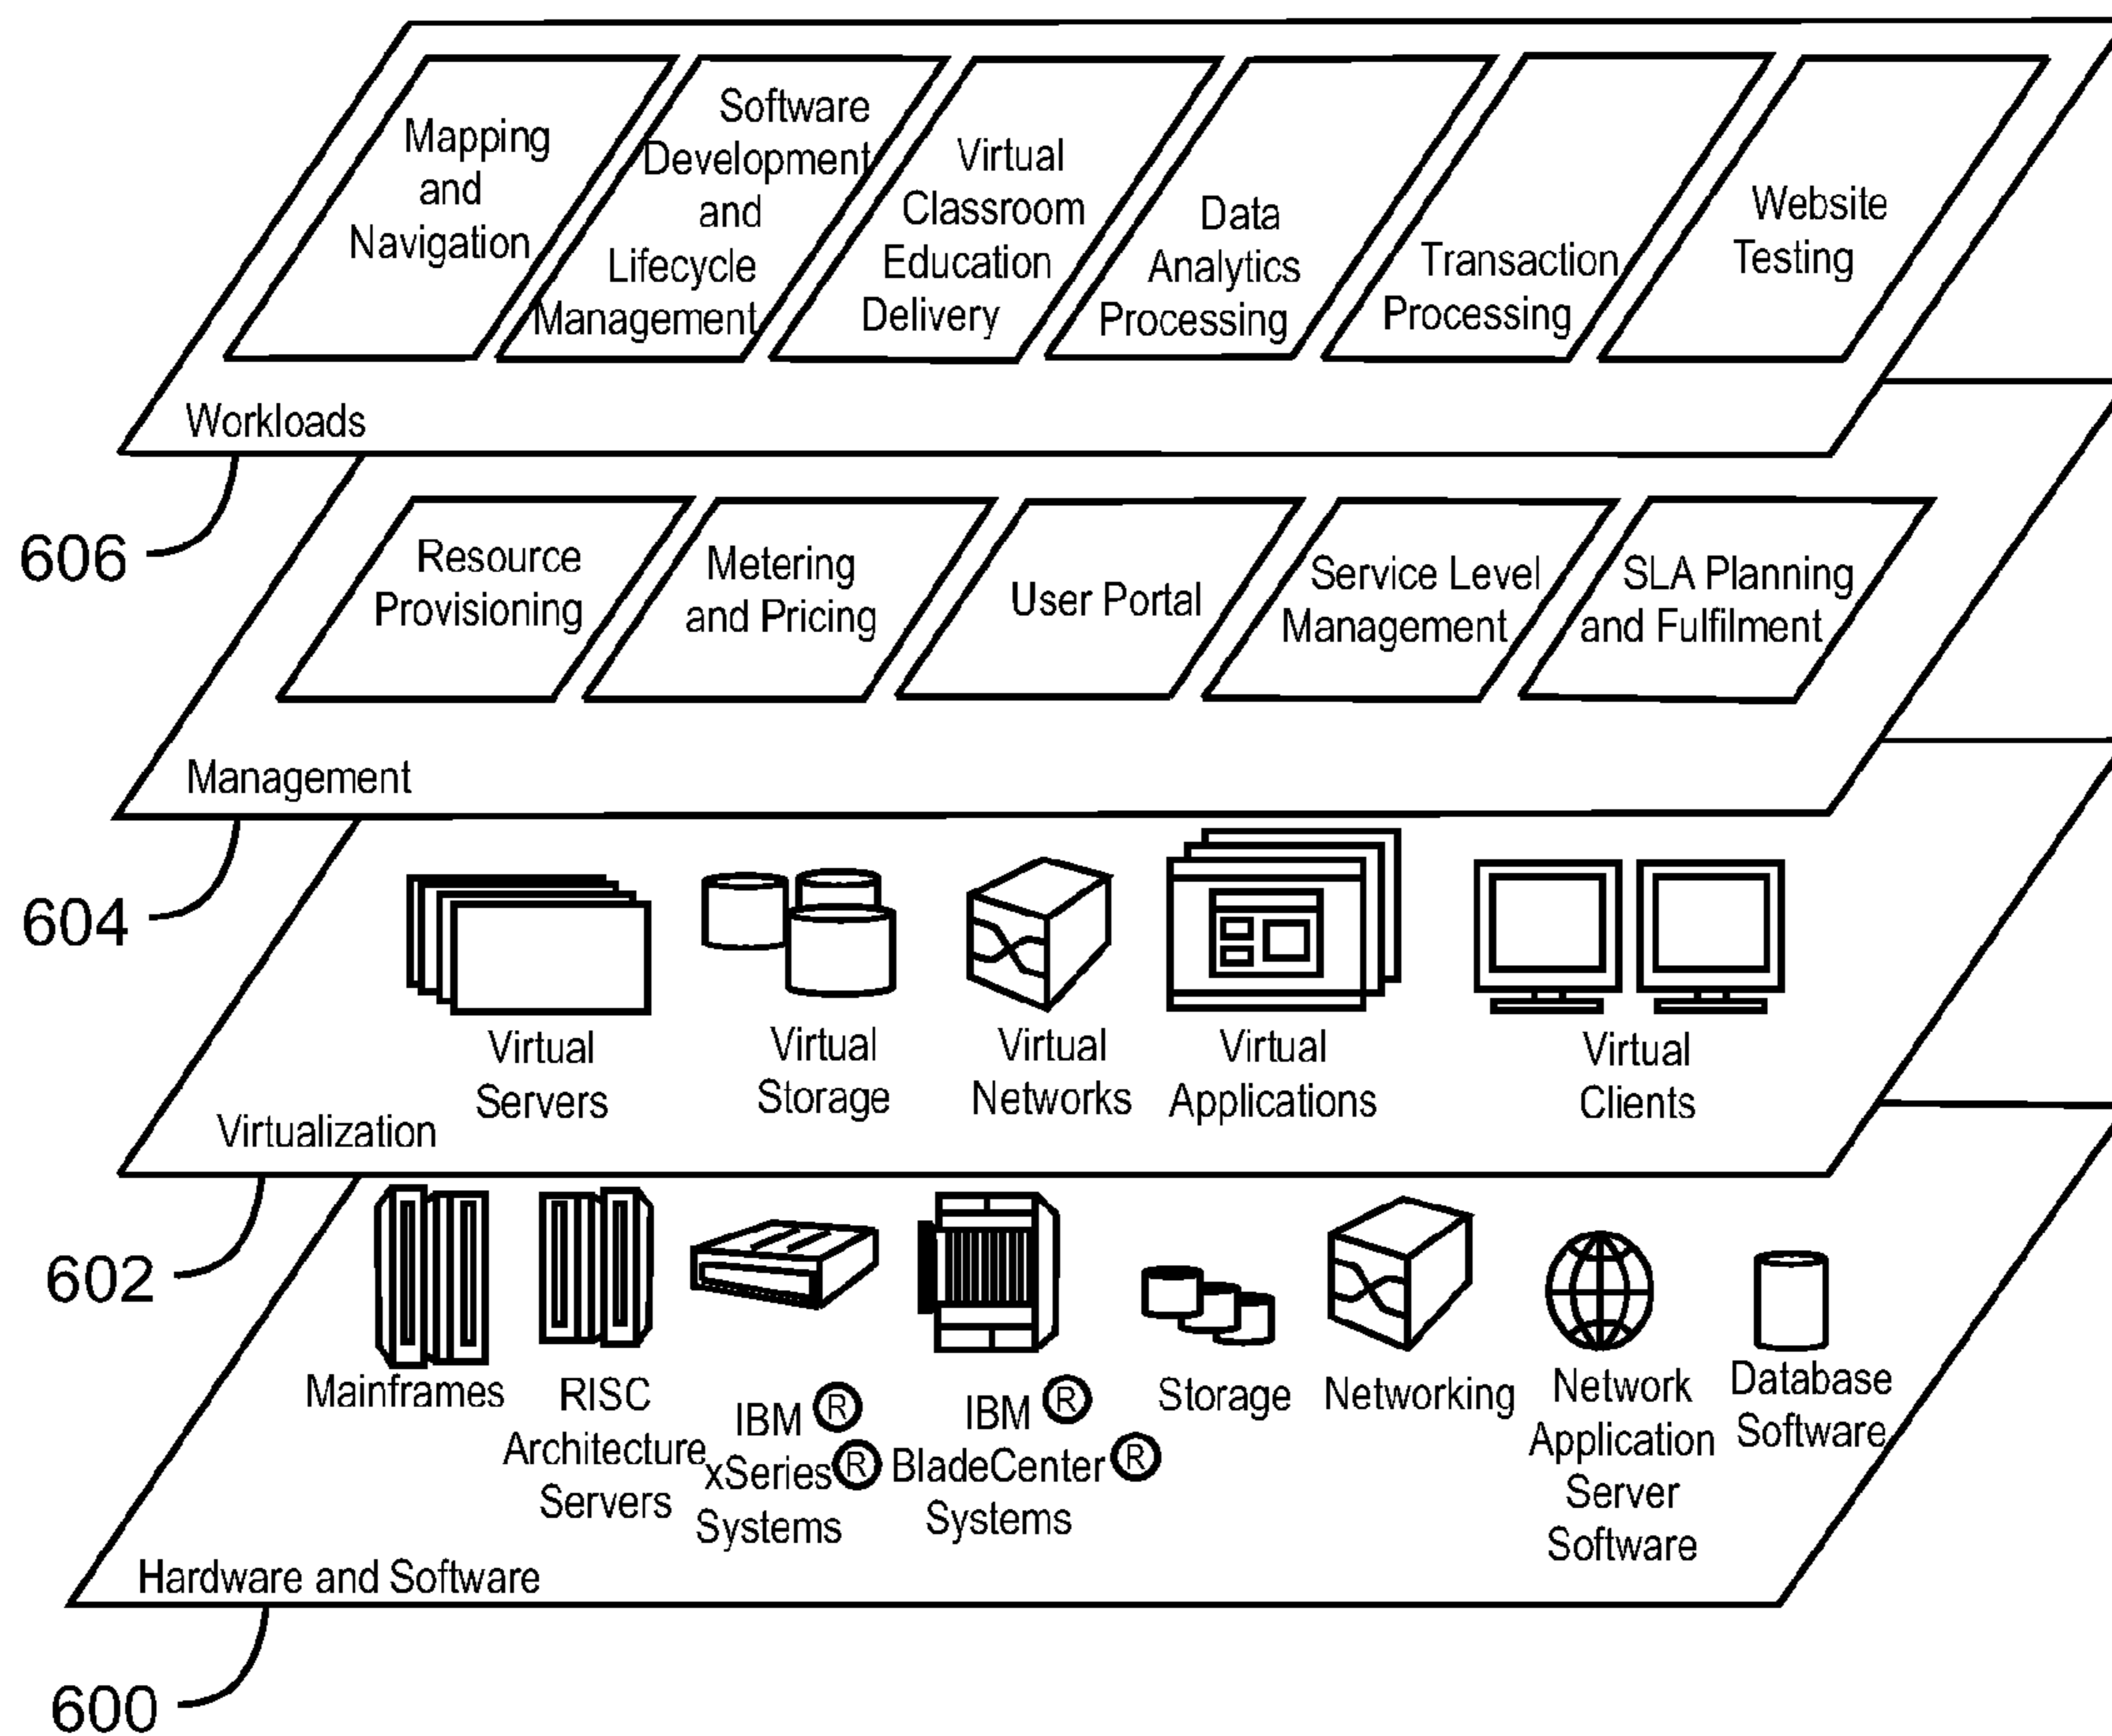 Mapping
and
Navigation
Software
Development
and
Lifecycle
Management
Virtual
Classroom
Education
Delivery
Data
Analytics
Processing
Transaction
Processing
Website
Testing
Workloads
606
Resource
Provisioning
Metering
and Pricing
User Portal
Service Level
Management
SLA Planning
and Fulfilment
Management
604
Virtual
Servers
Virtual
Storage
Virtual
Networks
Virtual
Applications
Virtual
Clients
Virtualization
602
Mainframes
RISC
Architecture
Servers
IBM ®
xSeries ®
Systems
IBM ®
BladeCenter ®
Systems
Storage
Networking
Network
Application
Server
Software
Database
Software
Hardware and Software
600